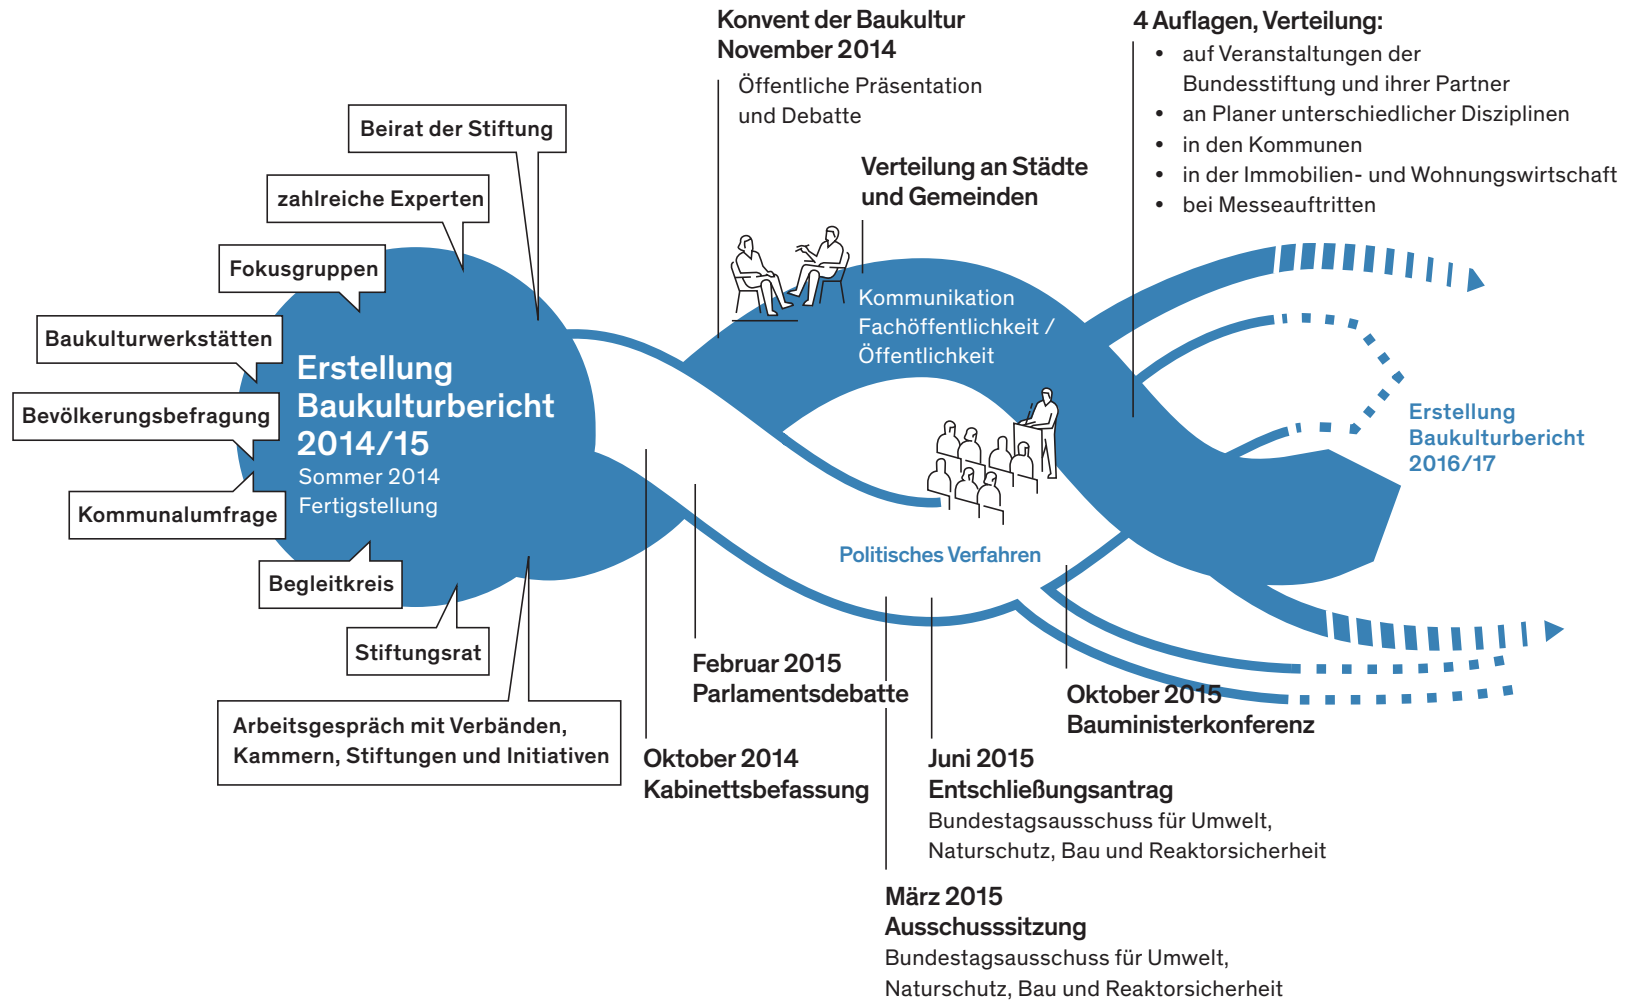 Konvent der Baukultur
November 2014
Öffentliche Präsentation
und Debatte
4 Auflagen, Verteilung:
• auf Veranstaltungen der
Bundesstiftung und ihrer Partner
• an Planer unterschiedlicher Disziplinen
• in den Kommunen
• in der Immobilien- und Wohnungswirtschaft
• bei Messeauftritten
Verteilung an Städte
und Gemeinden
Beirat der Stiftung
zahlreiche Experten
Fokusgruppen
Baukulturwerkstätten
Bevölkerungsbefragung
Kommunalumfrage
Begleitkreis
Stiftungsrat
Arbeitsgespräch mit Verbänden,
Kammern, Stiftungen und Initiativen
Erstellung
Baukulturbericht
2014/15
Sommer 2014
Fertigstellung
Kommunikation
Fachöffentlichkeit /
Öffentlichkeit
Politisches Verfahren
Erstellung
Baukulturbericht
2016/17
Oktober 2014
Kabinettsbefassung
Februar 2015
Parlamentsdebatte
März 2015
Ausschusssitzung
Bundestagsausschuss für Umwelt,
Naturschutz, Bau und Reaktorsicherheit
Juni 2015
Entschließungsantrag
Bundestagsausschuss für Umwelt,
Naturschutz, Bau und Reaktorsicherheit
Oktober 2015
Bauministerkonferenz